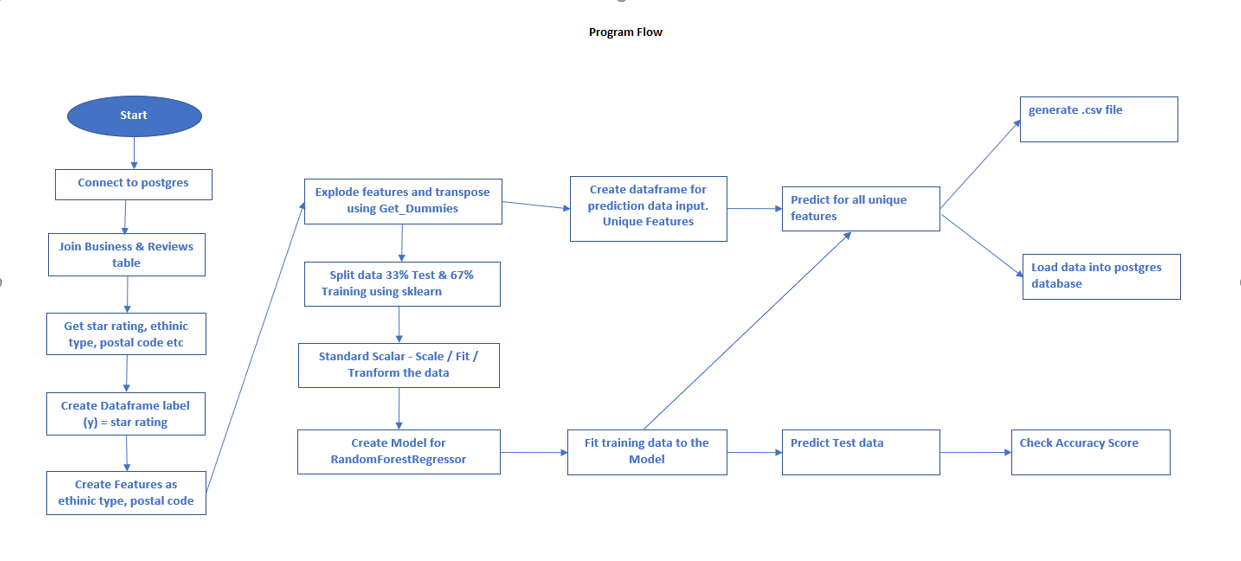 Program Flow
Start
Connect to postgres
Join Business & Reviews
table
Get star rating, ethinic
type, postal code etc
Create Dataframe label
(y) = star rating
Create Features as
ethinic type, postal code
Explode features and transpose
using Get_Dummies
Split data 33% Test & 67%
Training using sklearn
Standard Scalar - Scale / Fit /
Tranform the data
Create Model for
RandomForestRegressor
Create dataframe for
prediction data input.
Unique Features
Fit training data to the
Model
Predict for all unique
features
Predict Test data
generate .csv file
Load data into postgres
database
Check Accuracy Score